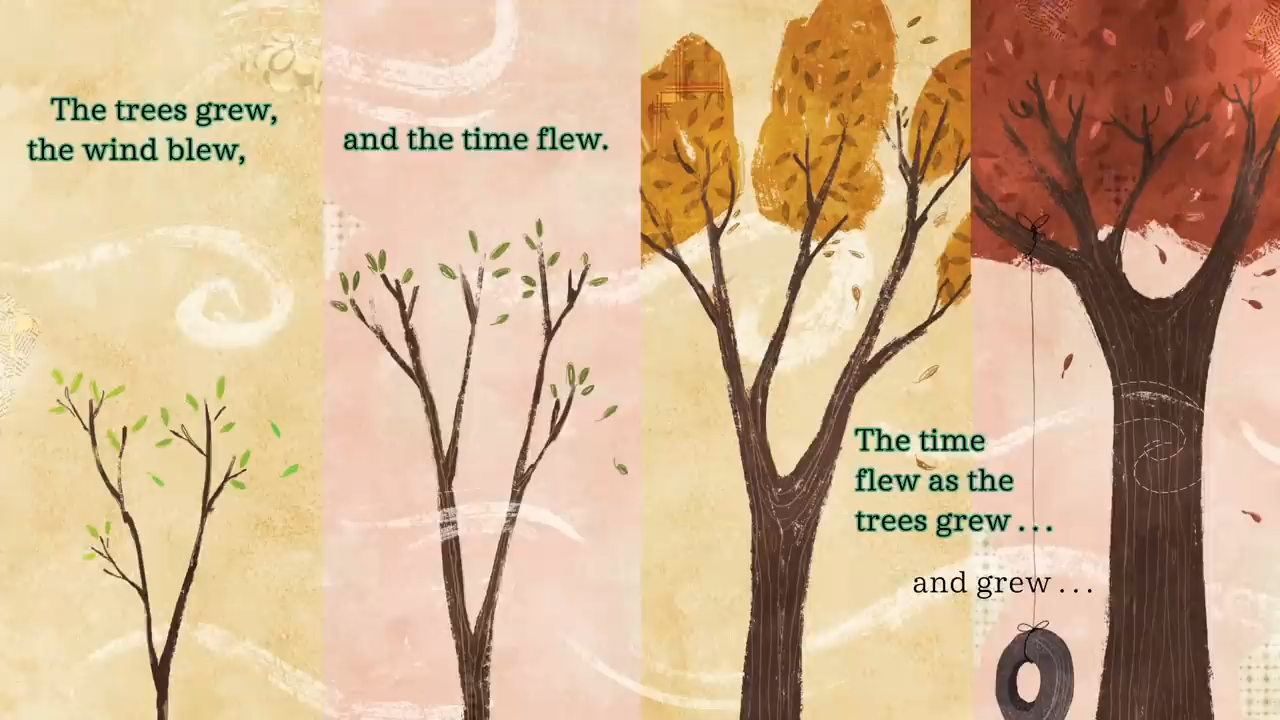 The trees grew,
the wind blew,
and the time flew.
The time
flew as the
trees grew . . .
and grew . . .